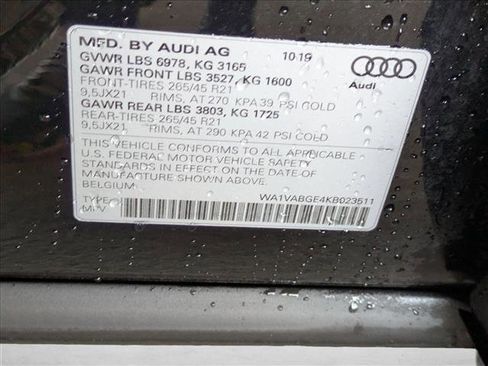 MFD. BY AUDI AG 10.19
GVWR LBS 6978, KG 3165
GAWR FRONT LBS 3527, KG 1600
FRONT-TIRES 265/45 R21
9,5JX21 RIMS, AT 270 KPA 39 PSI COLD
GAWR REAR LBS 3803, KG 1725
REAR-TIRES 265/45 R21
9,5JX21 RIMS, AT 290 KPA 42 PSI COLD
THIS VEHICLE CONFORMS TO ALL APPLICABLE
U.S. FEDERAL MOTOR VEHICLE SAFETY
STANDARDS IN EFFECT ON THE DATE OF
MANUFACTURE SHOWN ABOVE.
BELGIUM
TYPE:
MPV
WA1VABGE4KB023511
Audi